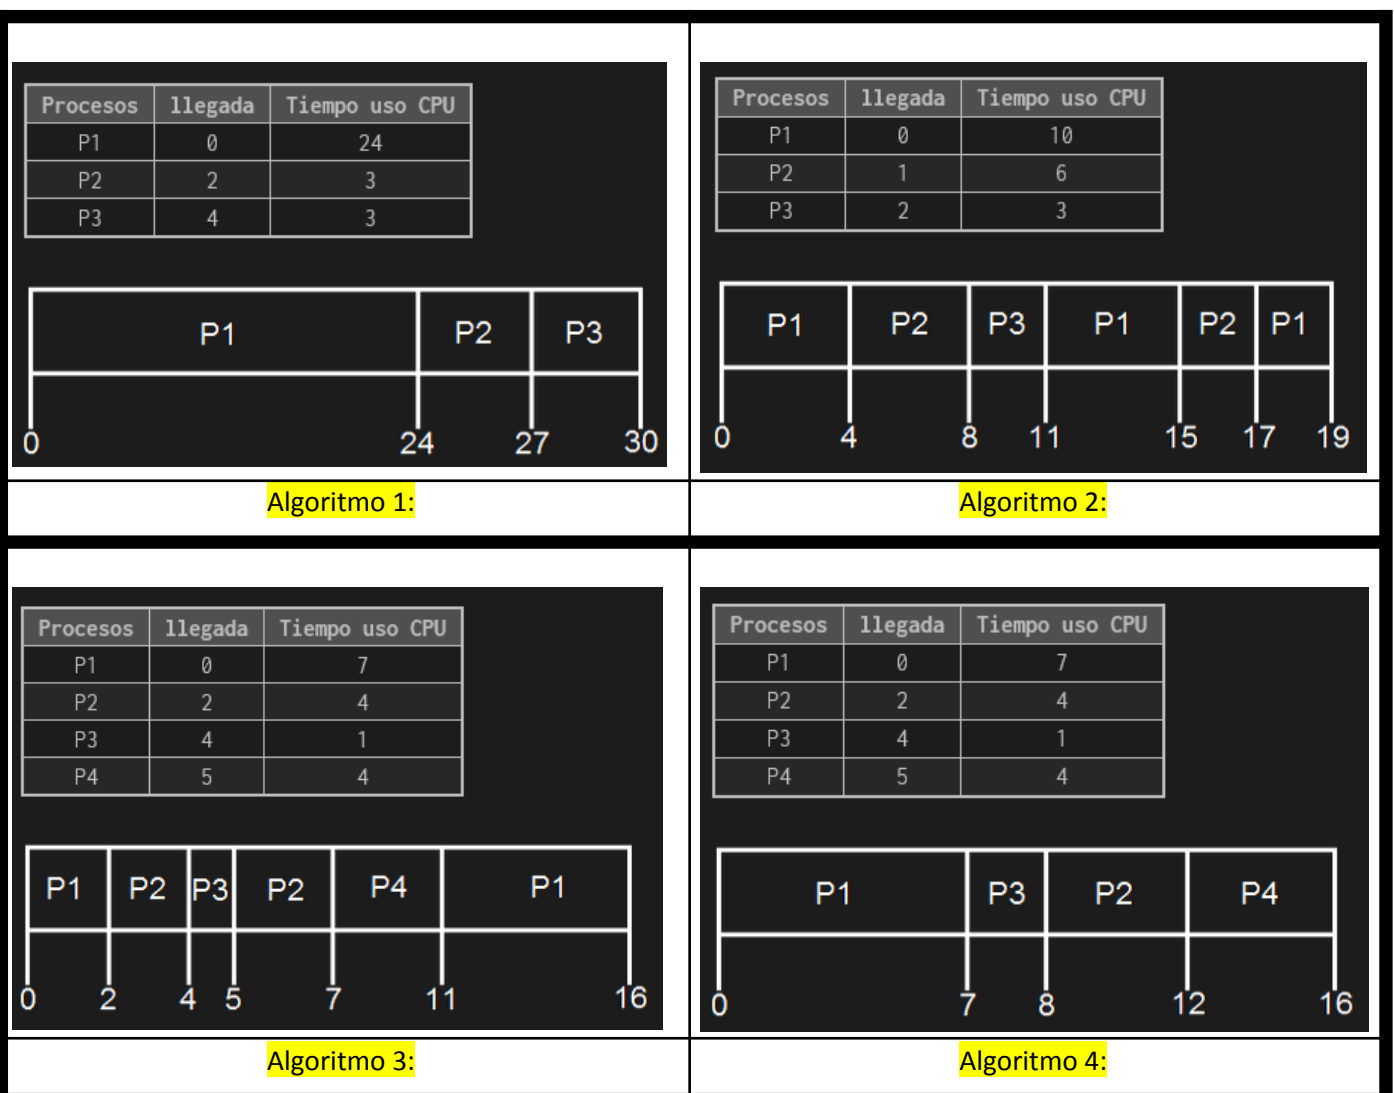 Procesos llegada Tiempo uso CPU
P1 0 24
P2 2 3
P3 4 3
P1 P2 P3
0 24 27 30
Algoritmo 1:
Procesos llegada Tiempo uso CPU
P1 0 10
P2 1 6
P3 2 3
P1 P2 P3 P1 P2 P1
0 4 8 11 15 17 19
Algoritmo 2:
Procesos llegada Tiempo uso CPU
P1 0 7
P2 2 4
P3 4 1
P4 5 4
P1 P2 P3 P2 P4 P1
0 2 4 5 7 11 16
Algoritmo 3:
Procesos llegada Tiempo uso CPU
P1 0 7
P2 2 4
P3 4 1
P4 5 4
P1 P3 P2 P4
0 7 8 12 16
Algoritmo 4: